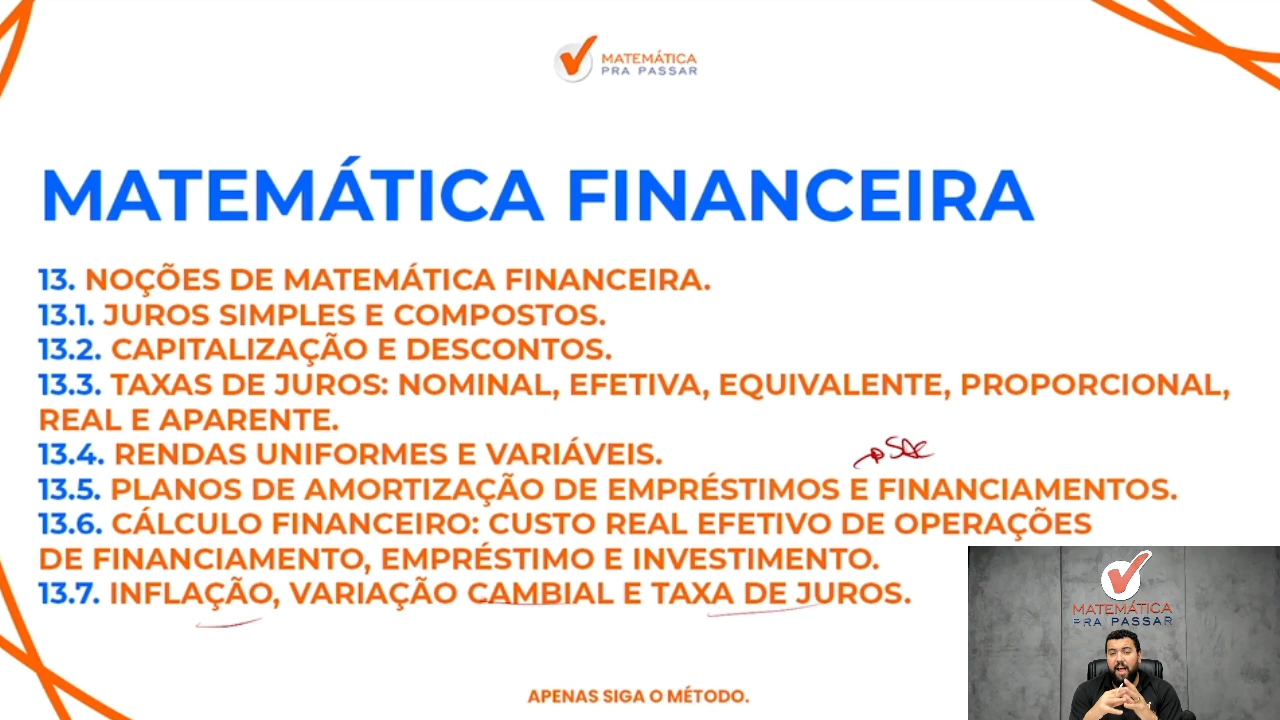 MATEMÁTICA
PRA PASSAR
MATEMÁTICA FINANCEIRA
13. NOÇÕES DE MATEMÁTICA FINANCEIRA.
13.1. JUROS SIMPLES E COMPOSTOS.
13.2. CAPITALIZAÇÃO E DESCONTOS.
13.3. TAXAS DE JUROS: NOMINAL, EFETIVA, EQUIVALENTE, PROPORCIONAL,
REAL E APARENTE.
13.4. RENDAS UNIFORMES E VARIÁVEIS.
13.5. PLANOS DE AMORTIZAÇÃO DE EMPRÉSTIMOS E FINANCIAMENTOS.
13.6. CÁLCULO FINANCEIRO: CUSTO REAL EFETIVO DE OPERAÇÕES
DE FINANCIAMENTO, EMPRÉSTIMO E INVESTIMENTO.
13.7. INFLAÇÃO, VARIAÇÃO CAMBIAL E TAXA DE JUROS.
MATEMÁTICA
PRA PASSAR
APENAS SIGA O MÉTODO.